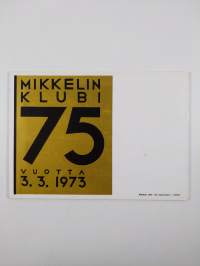 MIKKELIN
KLUBI
75
VUOTTA
3.3.1973